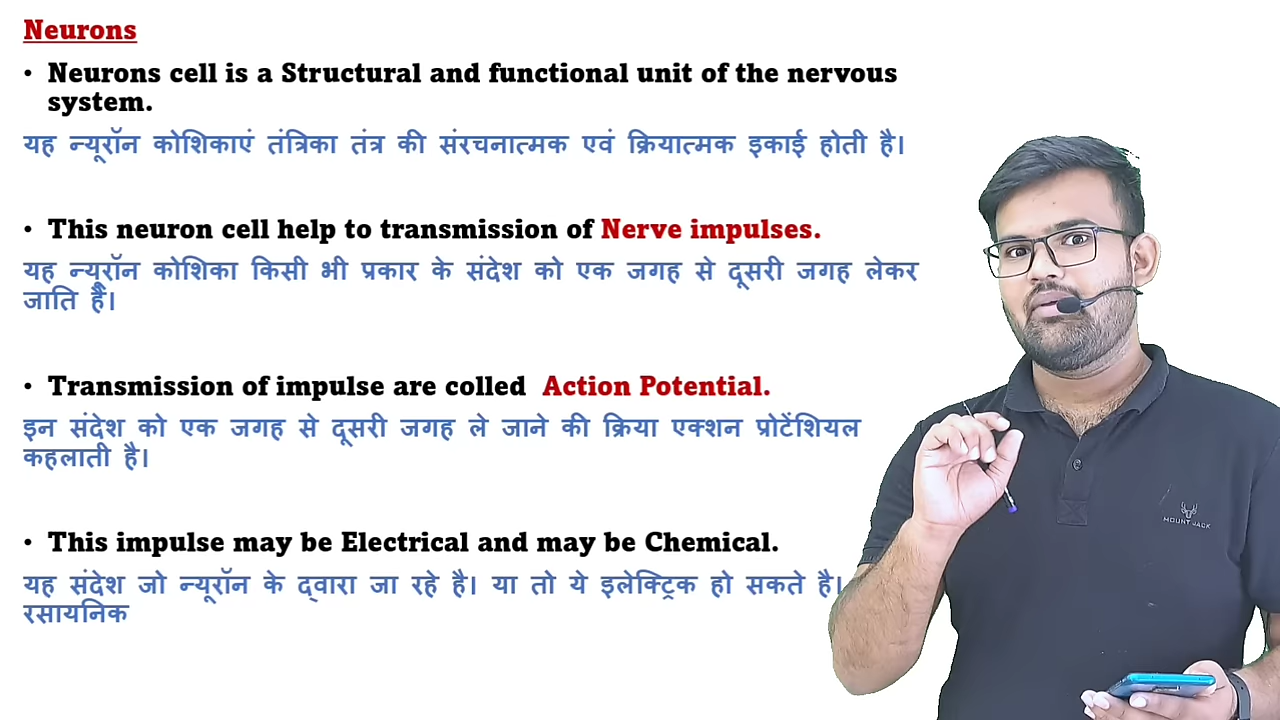 Neurons
• Neurons cell is a Structural and functional unit of the nervous
system.
यह न्यूरॉन कोशिकाएं तंत्रिका तंत्र की संरचनात्मक एवं क्रियात्मक इकाई होती है।
• This neuron cell help to transmission of Nerve impulses.
यह न्यूरॉन कोशिका किसी भी प्रकार के संदेश को एक जगह से दूसरी जगह लेकर
जाति हैं।
• Transmission of impulse are colled Action Potential.
इन संदेश को एक जगह से दूसरी जगह ले जाने की क्रिया एक्शन प्रोटेंशियल
कहलाती है।
• This impulse may be Electrical and may be Chemical.
यह संदेश जो न्यूरॉन के द्वारा जा रहे है। या तो ये इलेक्ट्रिक हो सकते है।
रसायनिक
MOUNT JACK